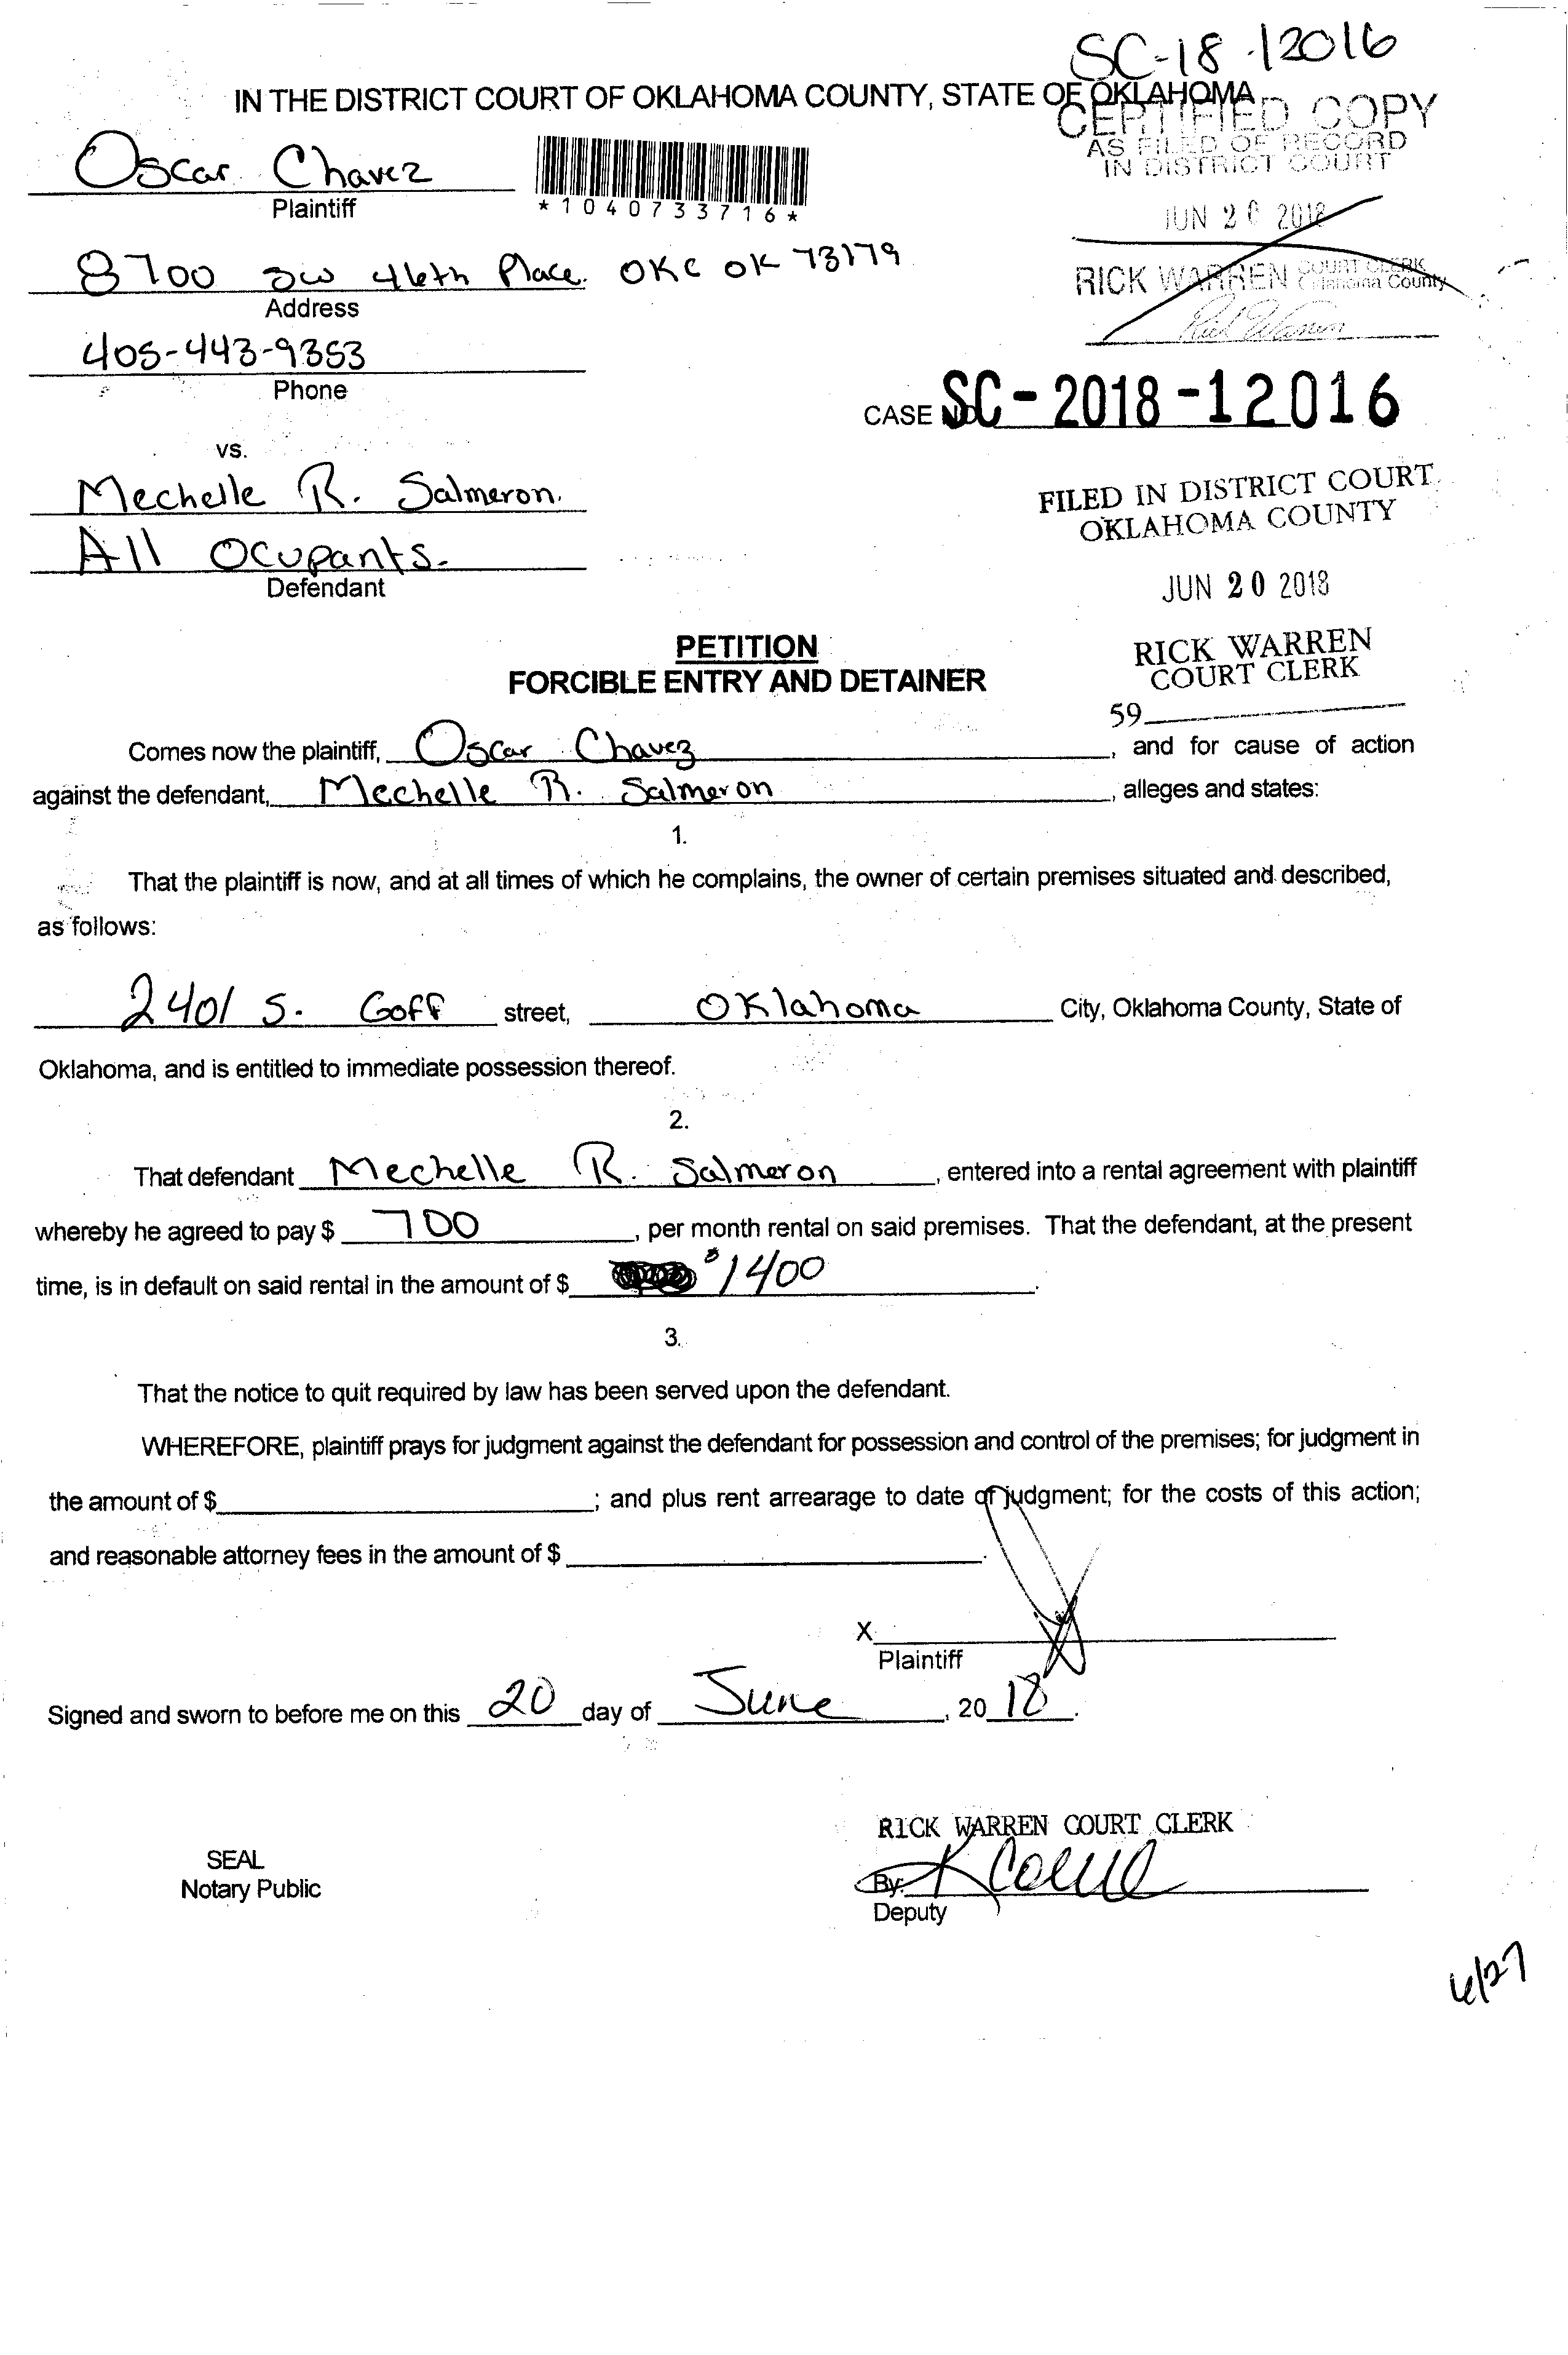 SC-18-12016
IN THE DISTRICT COURT OF OKLAHOMA COUNTY, STATE OF OKLAHOMA
CERTIFIED COPY
AS FILED OF RECORD
IN DISTRICT COURT
Oscar Chavez
Plaintiff
*1040733716*
JUN 20 2018
8700 SW 46th Place. OKC OK 73179
Address
RICK WARREN COURT CLERK
Oklahoma County
Rick Warren
405-443-9353
Phone
CASE NO. SC-2018-12016
vs.
Mechelle R. Salmeron.
All Ocupants.
Defendant
FILED IN DISTRICT COURT
OKLAHOMA COUNTY
JUN 20 2018
RICK WARREN
COURT CLERK
59
PETITION
FORCIBLE ENTRY AND DETAINER
Comes now the plaintiff, Oscar Chavez, and for cause of action
against the defendant, Mechelle R. Salmeron, alleges and states:
1.
That the plaintiff is now, and at all times of which he complains, the owner of certain premises situated and described,
as follows:
2401 S. Goff street, Oklahoma City, Oklahoma County, State of
Oklahoma, and is entitled to immediate possession thereof.
2.
That defendant Mechelle R. Salmeron, entered into a rental agreement with plaintiff
whereby he agreed to pay $ 700, per month rental on said premises. That the defendant, at the present
time, is in default on said rental in the amount of $ $1400.
3.
That the notice to quit required by law has been served upon the defendant.
WHEREFORE, plaintiff prays for judgment against the defendant for possession and control of the premises; for judgment in
the amount of $ ; and plus rent arrearage to date of judgment; for the costs of this action;
and reasonable attorney fees in the amount of $ .
X
Plaintiff
Signed and sworn to before me on this 20 day of June, 2018.
RICK WARREN COURT CLERK
SEAL
Notary Public
By:
Deputy
6/27